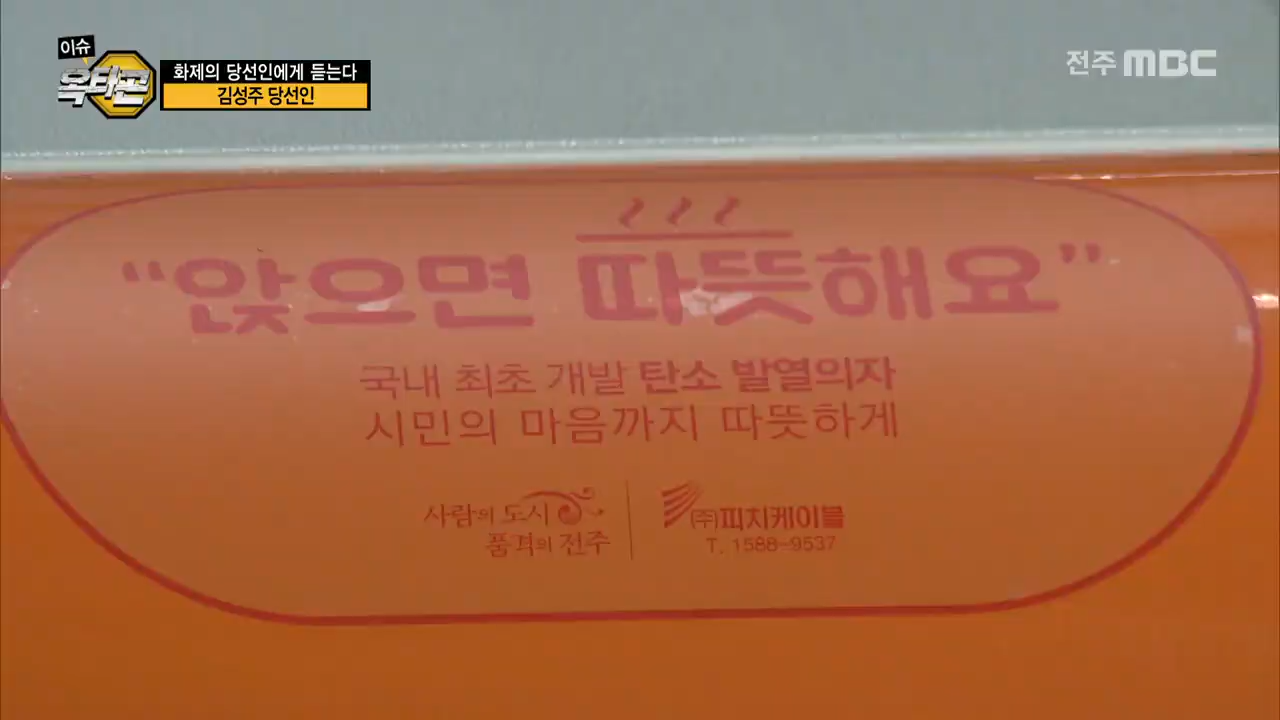 이슈
옥타곤
화제의 당선인에게 듣는다
김성주 당선인
전주 MBC
“앉으면 따뜻해요”
국내 최초 개발 탄소 발열의자
시민의 마음까지 따뜻하게
사람의 도시
품격의 전주
(주)피치케이블
T. 1588-9537